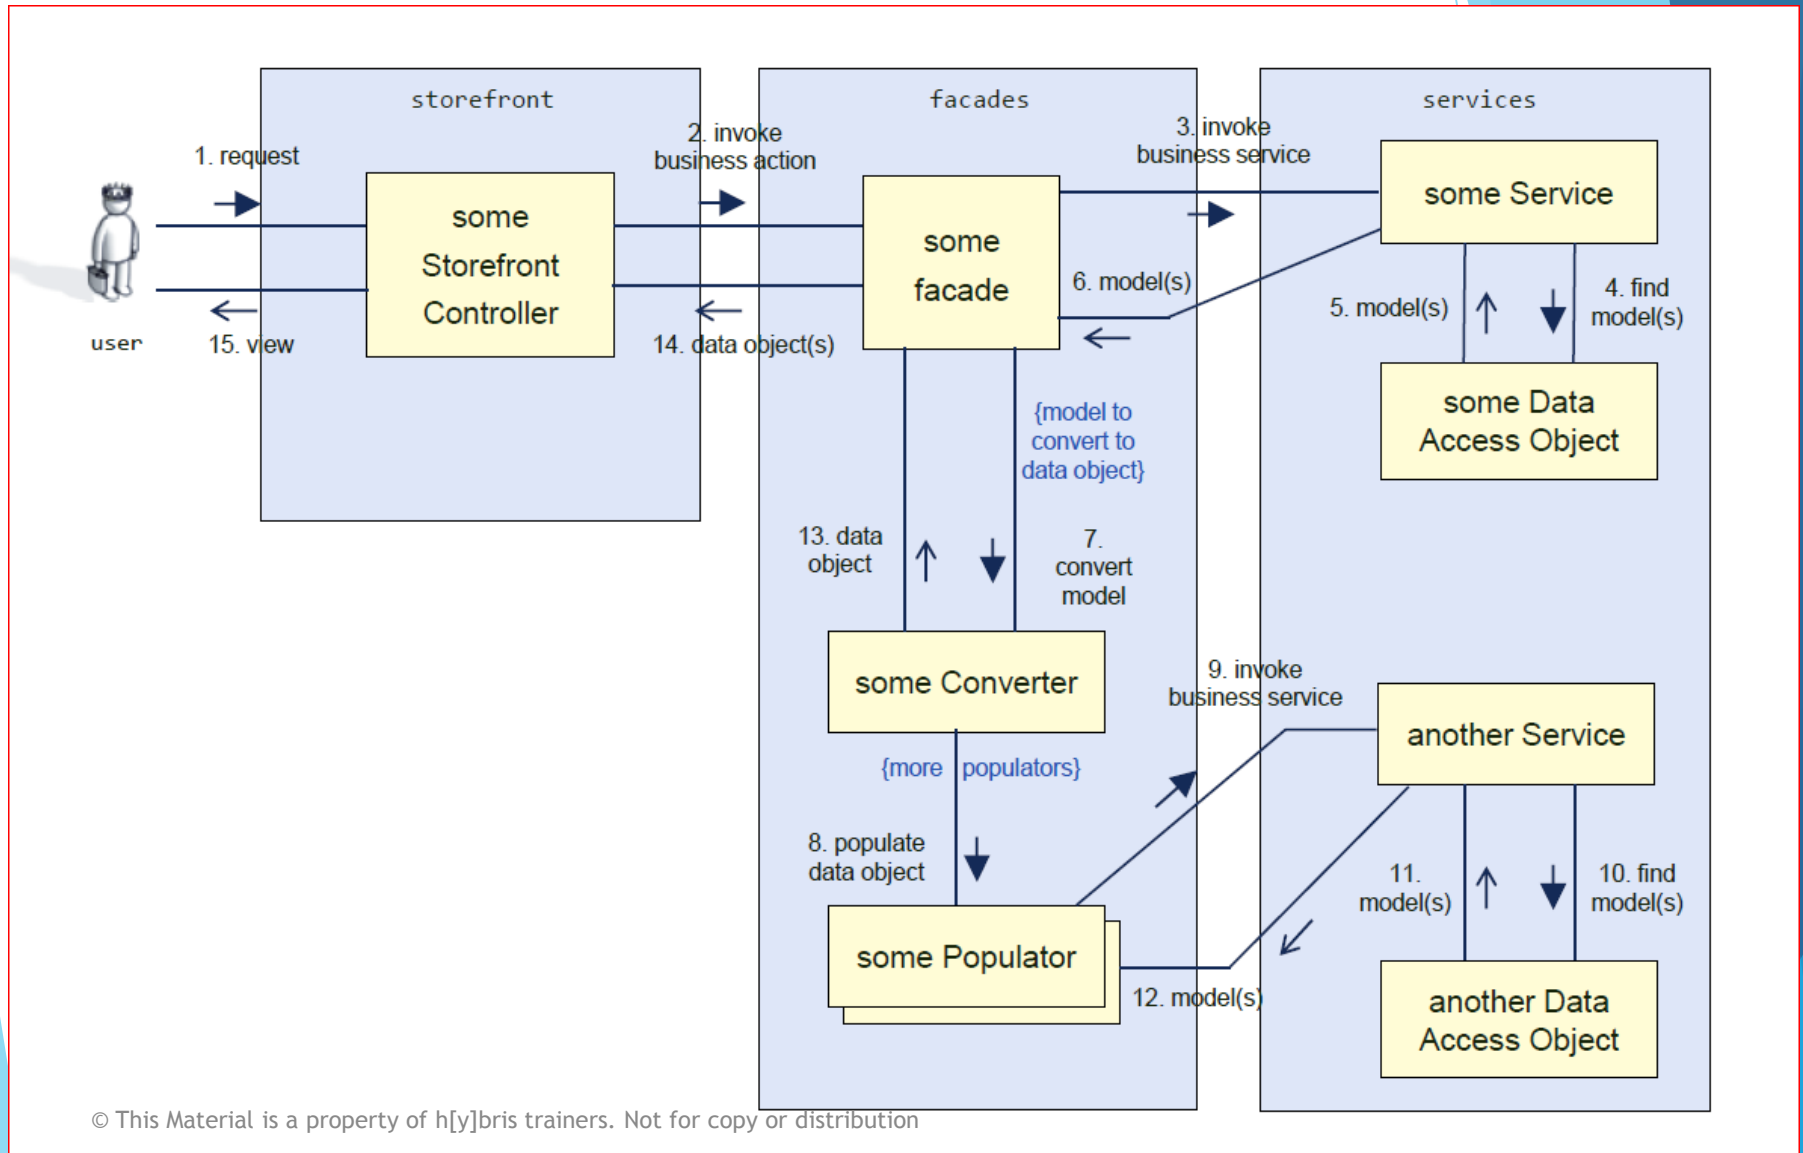 storefront
facades
services
1. request
2. invoke
business action
3. invoke
business service
some
Storefront
Controller
some
facade
some Service
6. model(s)
5. model(s)
4. find
model(s)
user
15. view
14. data object(s)
{model to
convert to
data object}
some Data
Access Object
13. data
object
7.
convert
model
some Converter
9. invoke
business service
another Service
{more populators}
8. populate
data object
11.
model(s)
10. find
model(s)
some Populator
12. model(s)
another Data
Access Object
© This Material is a property of h[y]bris trainers. Not for copy or distribution